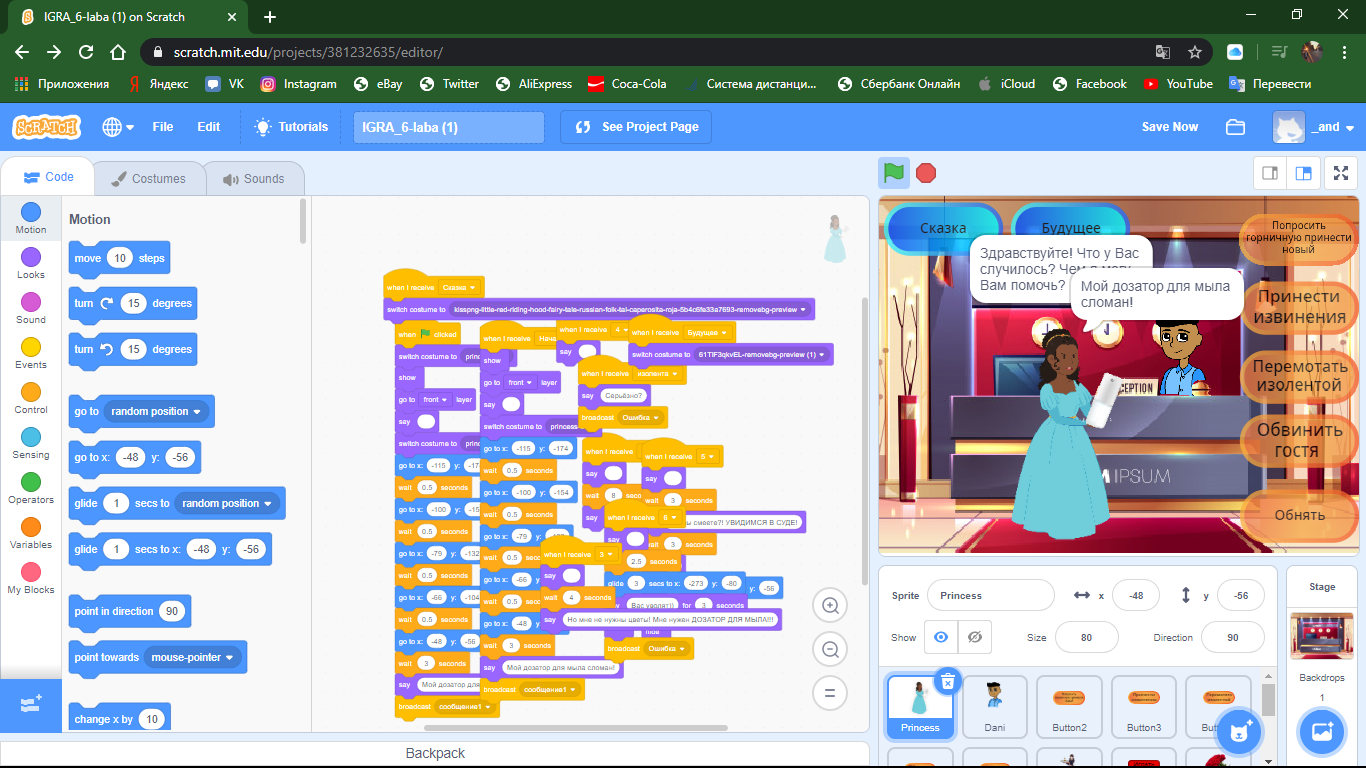 IGRA_6-laba (1) on Scratch
scratch.mit.edu/projects/381232635/editor/
Приложения Яндекс VK Instagram eBay Twitter AliExpress Coca-Cola Система дистанци... Сбербанк Онлайн iCloud Facebook YouTube Перевести
SCRATCH File Edit Tutorials IGRA_6-laba (1) See Project Page Save Now _and
Code Costumes Sounds
Motion
Looks
Sound
Events
Control
Sensing
Operators
Variables
My Blocks
Motion
move 10 steps
turn 15 degrees
turn 15 degrees
go to random position
go to x: -48 y: -56
glide 1 secs to random position
glide 1 secs to x: -48 y: -56
point in direction 90
point towards mouse-pointer
change x by 10
when I receive Сказка
switch costume to kisspng-little-red-riding-hood-fairy-tale-russian-folk-tal-caperosita-roja-5b4c5fe33a7693-removebg-preview
when clicked
switch costume to
show
go to front layer
say
switch costume to
go to x: -115 y:
wait 0.5 seconds
go to x: -100 y:
wait 0.5 seconds
go to x: -79 y: -132
wait 0.5 seconds
go to x: -66 y: -104
wait 0.5 seconds
go to x: -48 y: -56
wait 3 seconds
say Мой дозатор для
broadcast сообщение1
when I receive
show
go to front layer
say
switch costume to princess
go to x: -115 y: -174
wait 0.5 seconds
go to x: -100 y: -154
wait 0.5 seconds
go to x: -79
wait 0.5
go to x: -66
wait 0.5 seconds
go to x: -48
wait 3 seconds
say Мой дозатор для мыла сломан!
broadcast сообщение1
when I receive 4
say
when I receive Будущее
switch costume to 61TIF3qkvEL-removebg-preview (1)
when I receive изолента
say Серьёзно?
broadcast Ошибка
when I receive
say
wait 8
say ы смеете?! УВИДИМСЯ В СУДЕ!
when I receive 5
say
wait 3 seconds
wait 3 seconds
when I receive 6
say
2.5 seconds
glide 3 secs to x: -273 y: -80
y: -56
Вас уволят)) for 3 seconds
hide
broadcast Ошибка
when I receive 3
say
wait 4 seconds
say Но мне не нужны цветы! Мне нужен ДОЗАТОР ДЛЯ МЫЛА!!!
Backpack
Сказка Будущее
Попросить
горничную принести
новый
Здравствуйте! Что у Вас
случилось? Чем я могу
Вам помочь?
Мой дозатор для мыла
сломан!
Принести
извинения
Перемотать
изолентой
Обвинить
гостя
Обнять
CEPTION
M IPSUM
Sprite Princess x -48 y -56
Show Size 80 Direction 90
Princess Dani Button2 Button3
Stage
Backdrops
1